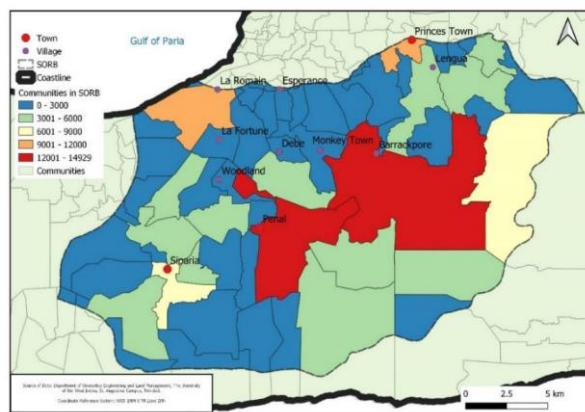 Gulf of Paria
Town
Village
SORB
Coastline
Communities in SORB
0 - 3000
3001 - 6000
6001 - 9000
9001 - 12000
12001 - 14929
Communities
Princes Town
Lengua
La Romain
Esperance
La Fortune
Debe
Monkey Town
Barrackpore
Woodland
Penal
Siparia
0 2.5 5 km